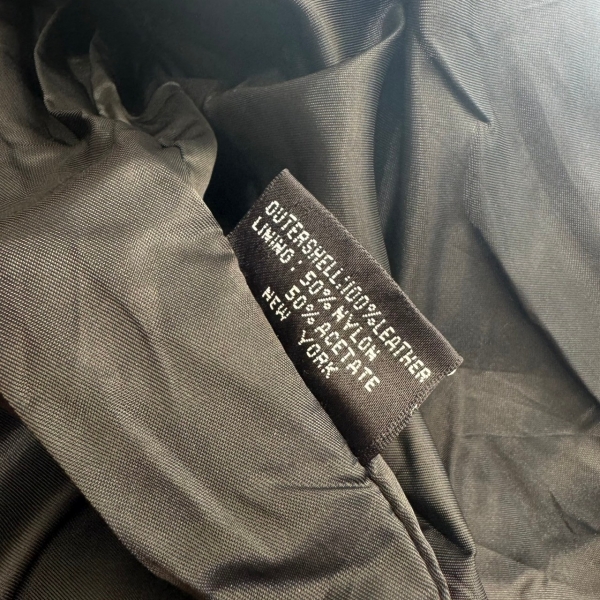 OUTERSHELL:100%LEATHER
LINING: 50% NYLON
50% ACETATE
NEW YORK